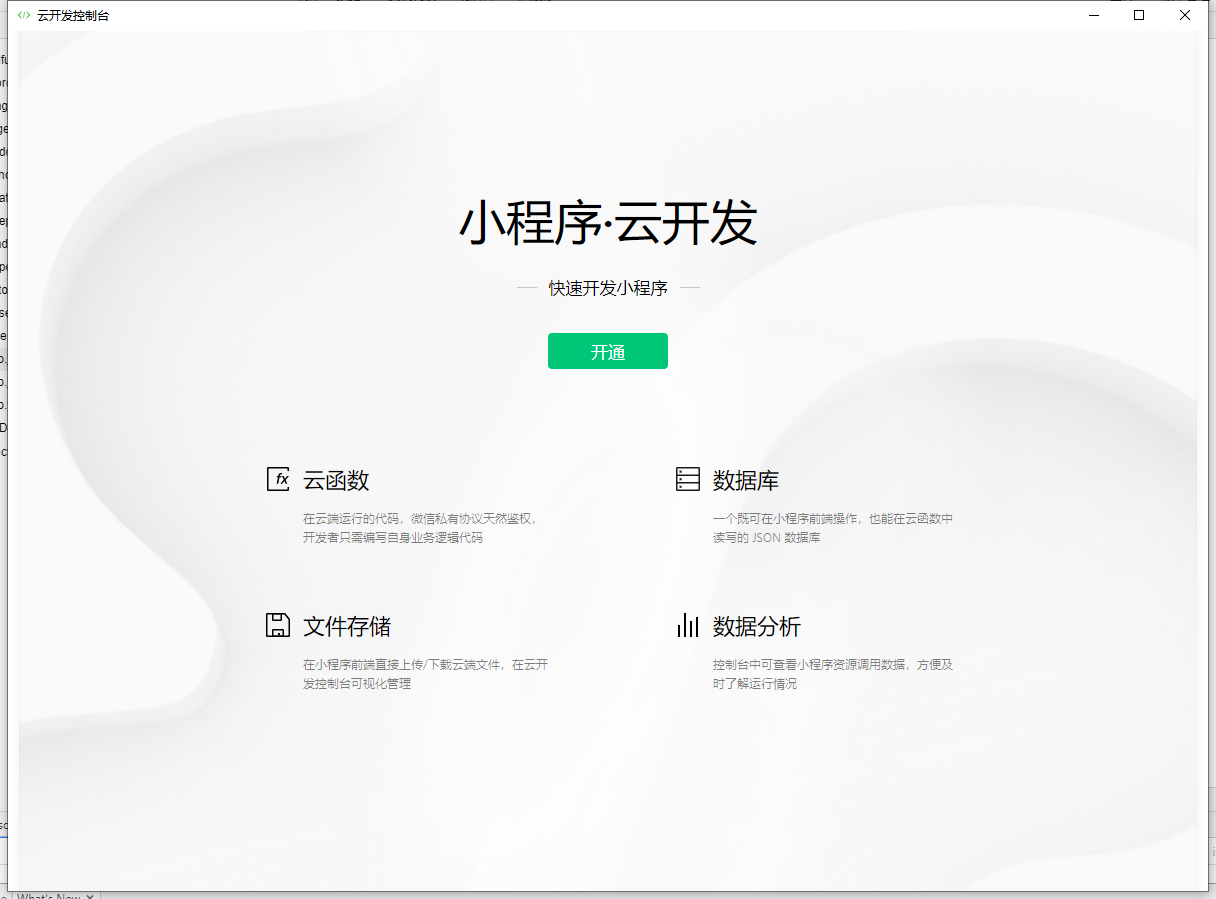 云开发控制台
小程序·云开发
快速开发小程序
开通
云函数
在云端运行的代码，微信私有协议天然鉴权，
开发者只需编写自身业务逻辑代码
数据库
一个既可在小程序前端操作，也能在云函数中
读写的 JSON 数据库
文件存储
在小程序前端直接上传/下载云端文件，在云开
发控制台可视化管理
数据分析
控制台中可查看小程序资源调用数据，方便及
时了解运行情况
What's New